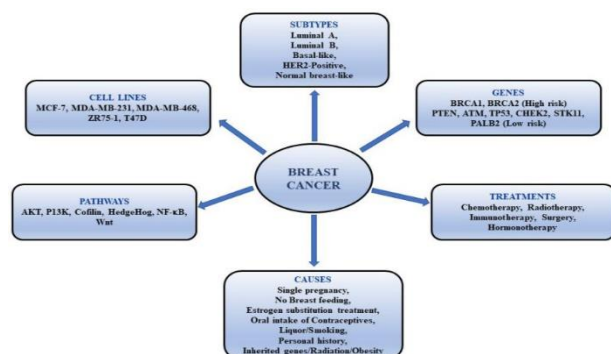 SUBTYPES
Luminal A,
Luminal B,
Basal-like,
HER2-Positive,
Normal breast-like
CELL LINES
MCF-7, MDA-MB-231, MDA-MB-468,
ZR75-1, T47D
GENES
BRCA1, BRCA2 (High risk)
PTEN, ATM, TP53, CHEK2, STK11,
PALB2 (Low risk)
BREAST
CANCER
PATHWAYS
AKT, P13K, Cofilin, HedgeHog, NF-κB,
Wnt
TREATMENTS
Chemotherapy, Radiotherapy,
Immunotherapy, Surgery,
Hormonotherapy
CAUSES
Single pregnancy,
No Breast feeding,
Estrogen substitution treatment,
Oral intake of Contraceptives,
Liquor/Smoking,
Personal history,
Inherited genes/Radiation/Obesity